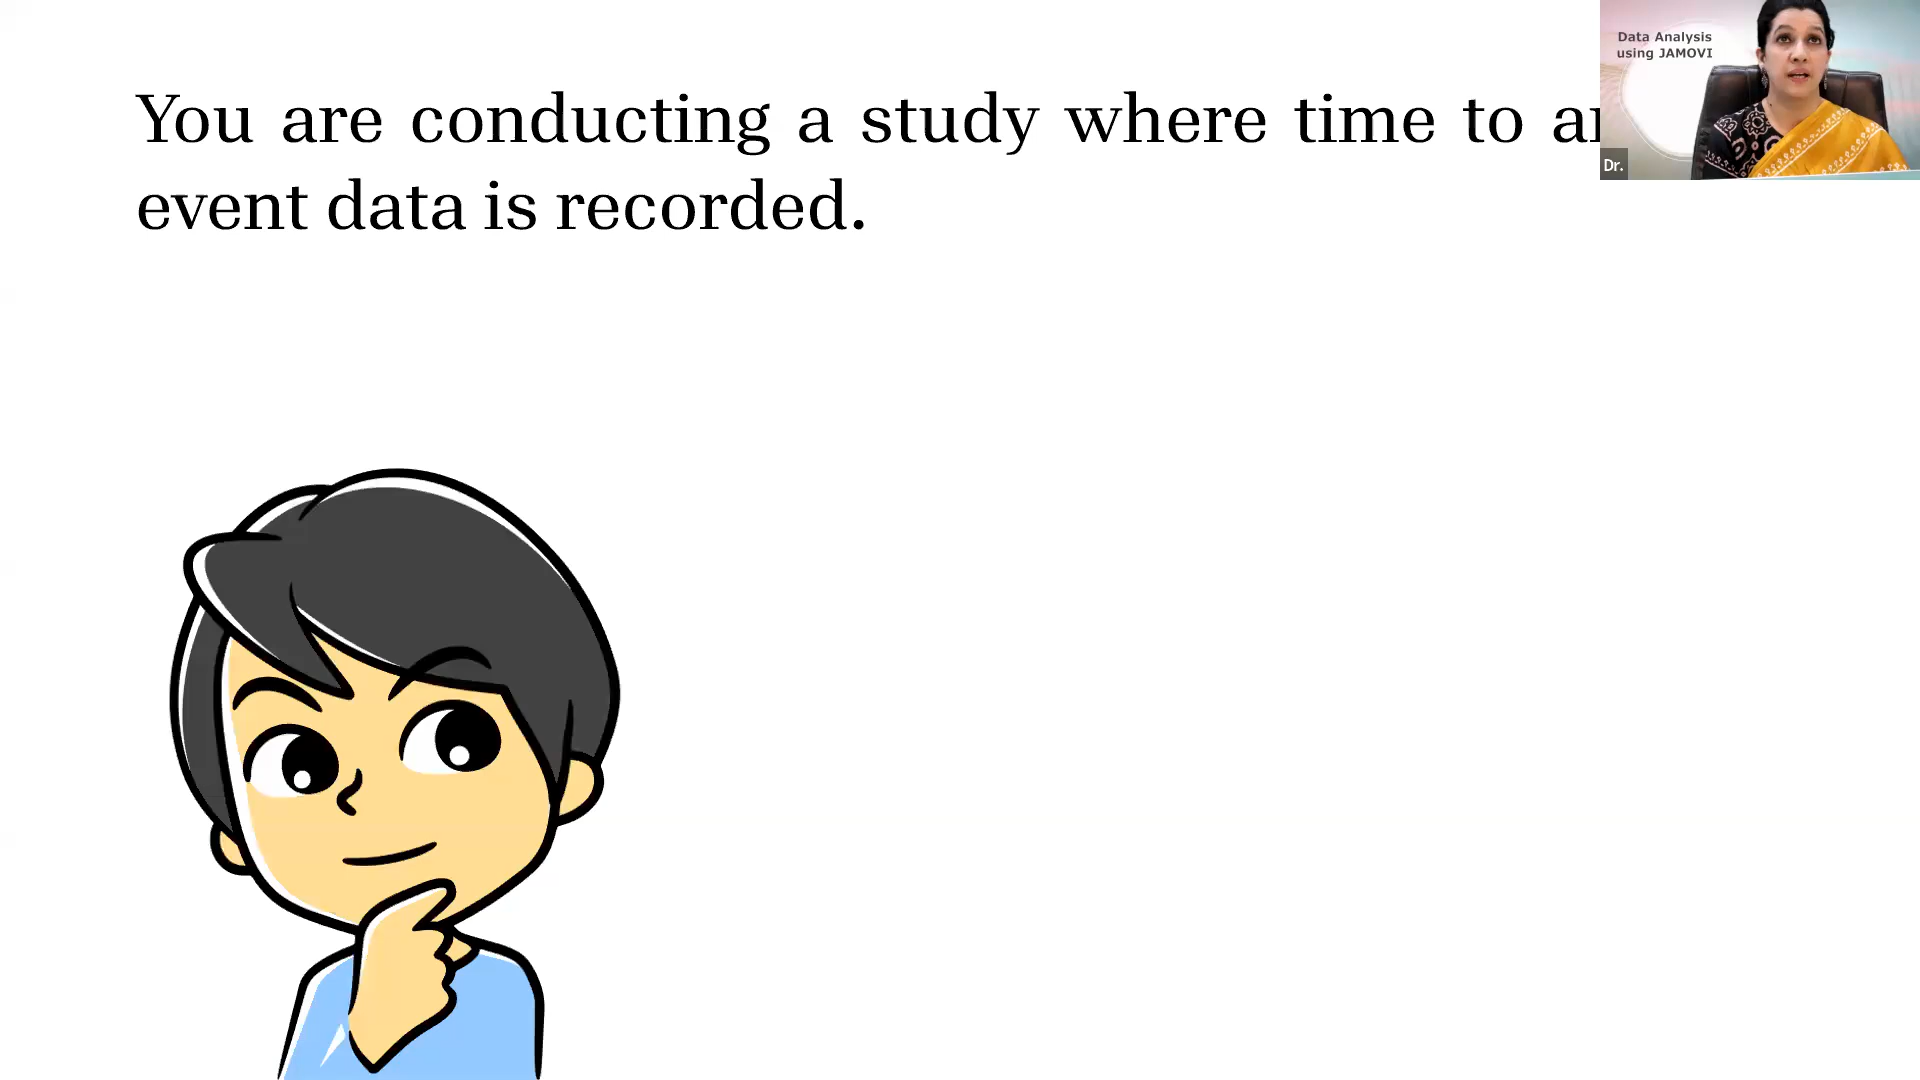 You are conducting a study where time to
event data is recorded.
Data Analysis
using JAMOVI
Dr.